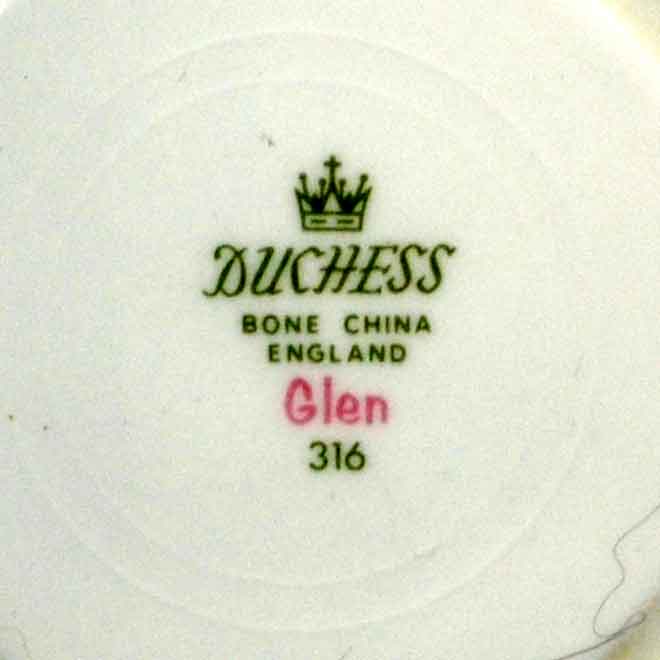 DUCHESS
BONE CHINA
ENGLAND
Glen
316